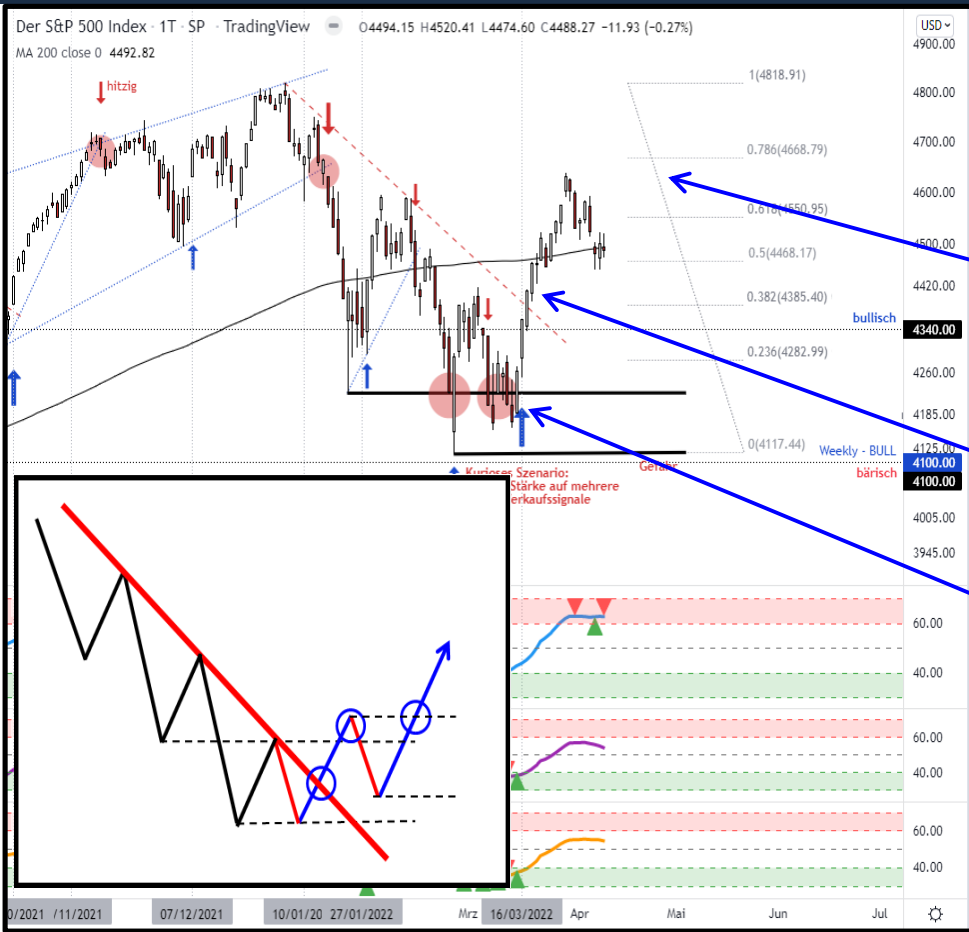 Der S&P 500 Index · 1T · SP · TradingView O4494.15 H4520.41 L4474.60 C4488.27 −11.93 (−0.27%)
MA 200 close 0 4492.82
USD
4900.00
4800.00
4700.00
4600.00
4500.00
4420.00
4340.00
4260.00
4185.00
4125.00
4100.00
4100.00
4005.00
3945.00
hitzig
1(4818.91)
0.786(4668.79)
0.618(4550.95)
0.5(4468.17)
0.382(4385.40)
bullisch
0.236(4282.99)
0(4117.44)
Weekly - BULL
bärisch
Gefahr
Kurioses Szenario:
Stärke auf mehrere
erkaufssignale
60.00
40.00
60.00
40.00
60.00
40.00
0/2021 /11/2021 07/12/2021 10/01/20 27/01/2022 Mrz 16/03/2022 Apr Mai Jun Jul